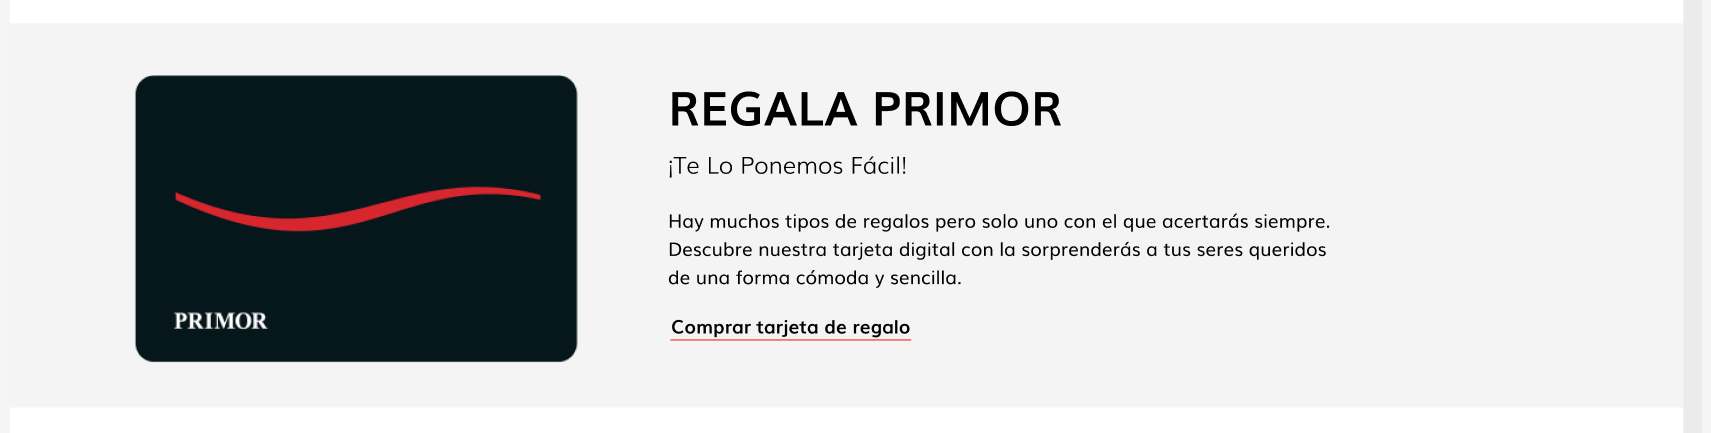 PRIMOR
REGALA PRIMOR
¡Te Lo Ponemos Fácil!
Hay muchos tipos de regalos pero solo uno con el que acertarás siempre.
Descubre nuestra tarjeta digital con la sorprenderás a tus seres queridos
de una forma cómoda y sencilla.
Comprar tarjeta de regalo